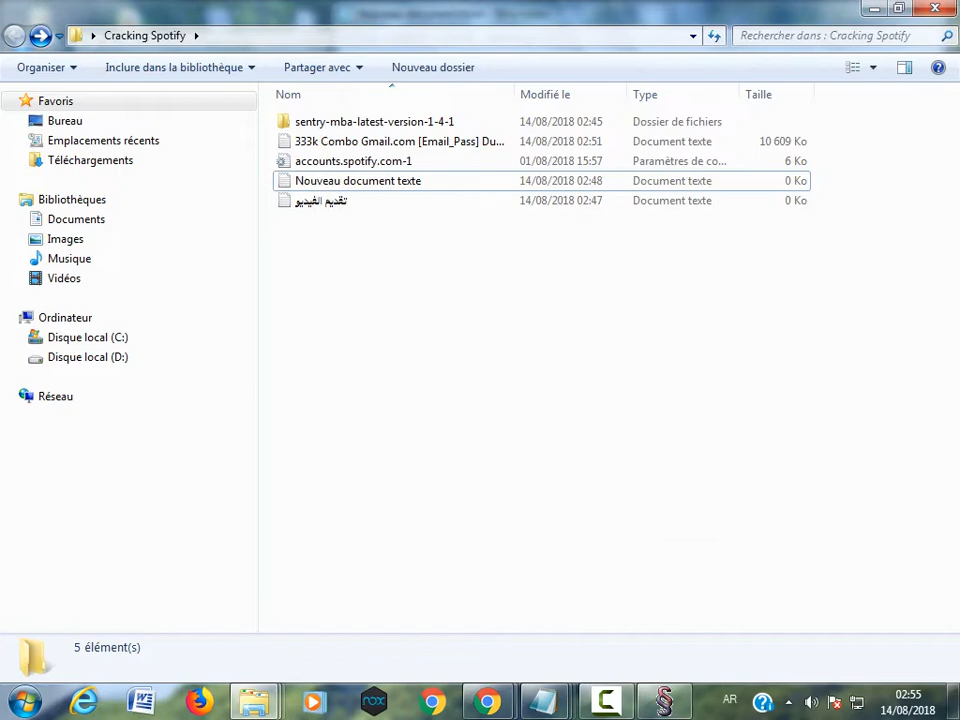 Cracking Spotify
Rechercher dans : Cracking Spotify
Organiser
Inclure dans la bibliothèque
Partager avec
Nouveau dossier
Nom
Modifié le
Type
Taille
Favoris
Bureau
Emplacements récents
Téléchargements
Bibliothèques
Documents
Images
Musique
Vidéos
Ordinateur
Disque local (C:)
Disque local (D:)
Réseau
sentry-mba-latest-version-1-4-1 14/08/2018 02:45 Dossier de fichiers
333k Combo Gmail.com [Email_Pass] Du... 14/08/2018 02:51 Document texte 10 609 Ko
accounts.spotify.com-1 01/08/2018 15:57 Paramètres de co... 6 Ko
Nouveau document texte 14/08/2018 02:48 Document texte 0 Ko
تقديم الفيديو 14/08/2018 02:47 Document texte 0 Ko
5 élément(s)
nox
AR
02:55
14/08/2018